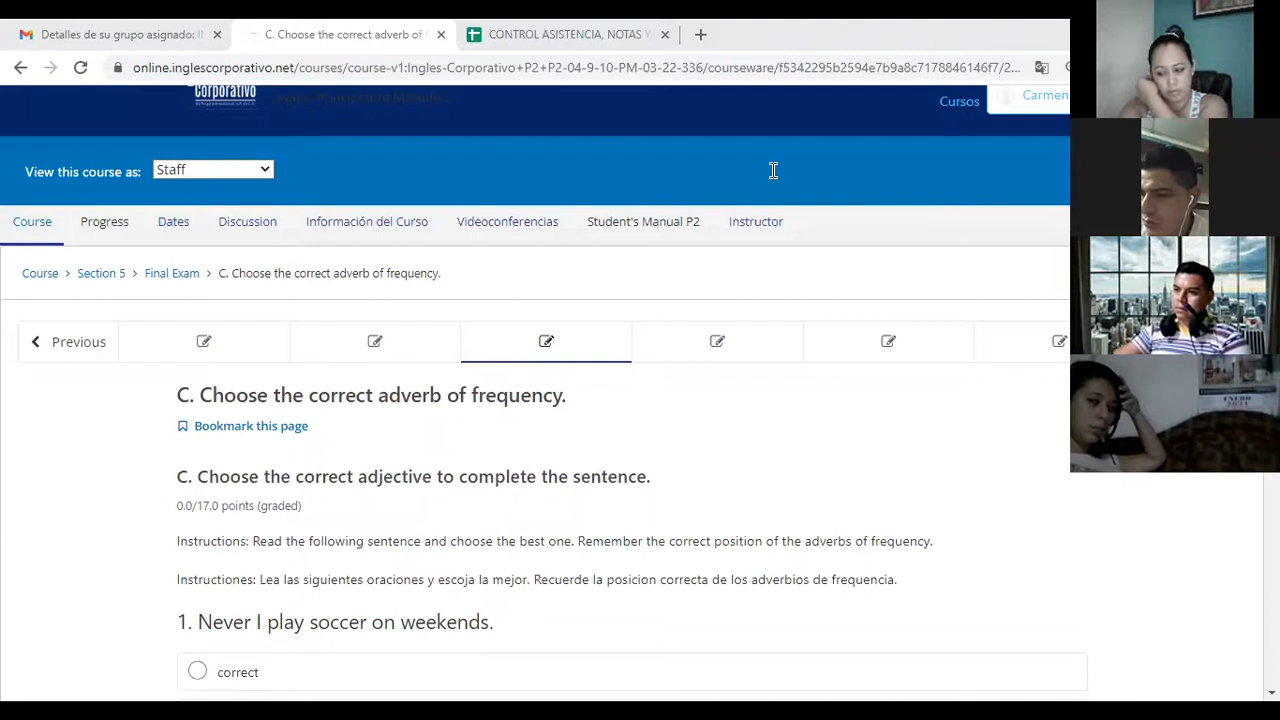 Detalles de su grupo asignado: I
C. Choose the correct adverb of f
CONTROL ASISTENCIA, NOTAS Y
online.inglescorporativo.net/courses/course-v1:Ingles-Corporativo+P2+P2-04-9-10-PM-03-22-336/courseware/f5342295b2594e7b9a8c7178846146f7/2...
Corporativo
Cursos
Carmen
View this course as:
Staff
Course
Progress
Dates
Discussion
Información del Curso
Videoconferencias
Student's Manual P2
Instructor
Course > Section 5 > Final Exam > C. Choose the correct adverb of frequency.
Previous
C. Choose the correct adverb of frequency.
Bookmark this page
C. Choose the correct adjective to complete the sentence.
0.0/17.0 points (graded)
Instructions: Read the following sentence and choose the best one. Remember the correct position of the adverbs of frequency.
Instructiones: Lea las siguientes oraciones y escoja la mejor. Recuerde la posicion correcta de los adverbios de frequencia.
1. Never I play soccer on weekends.
correct
ENERO